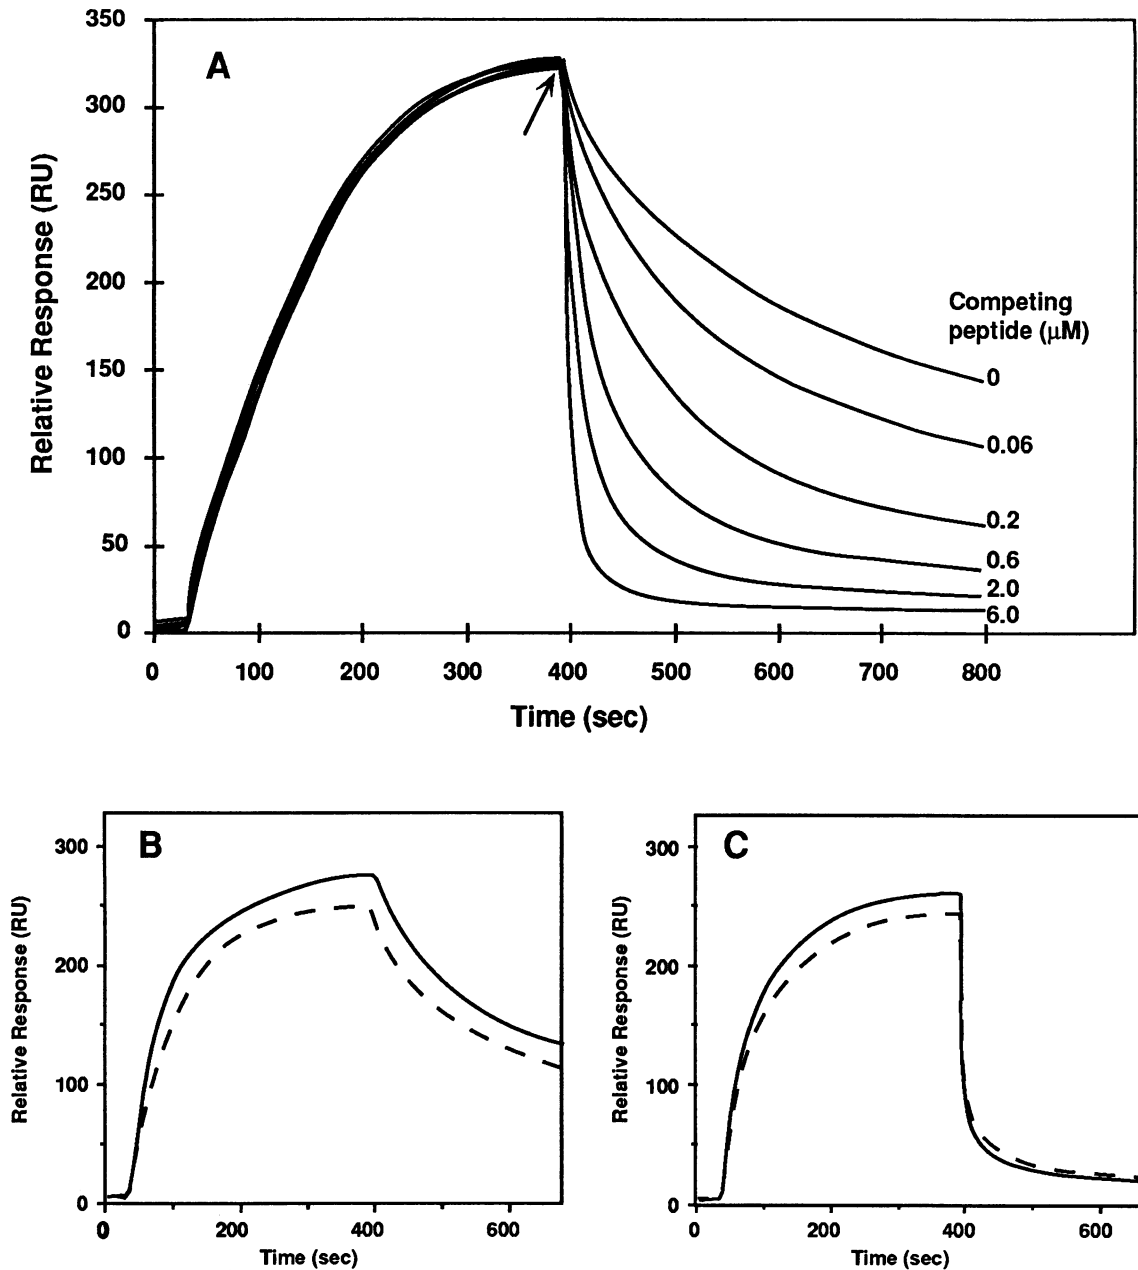 A
350
300
250
200
150
100
50
0
Relative Response (RU)
0 100 200 300 400 500 600 700 800
Time (sec)
Competing
peptide (μM)
0
0.06
0.2
0.6
2.0
6.0
B
300
200
100
0
Relative Response (RU)
0 200 400 600
Time (sec)
C
300
200
100
0
Relative Response (RU)
0 200 400 600
Time (sec)